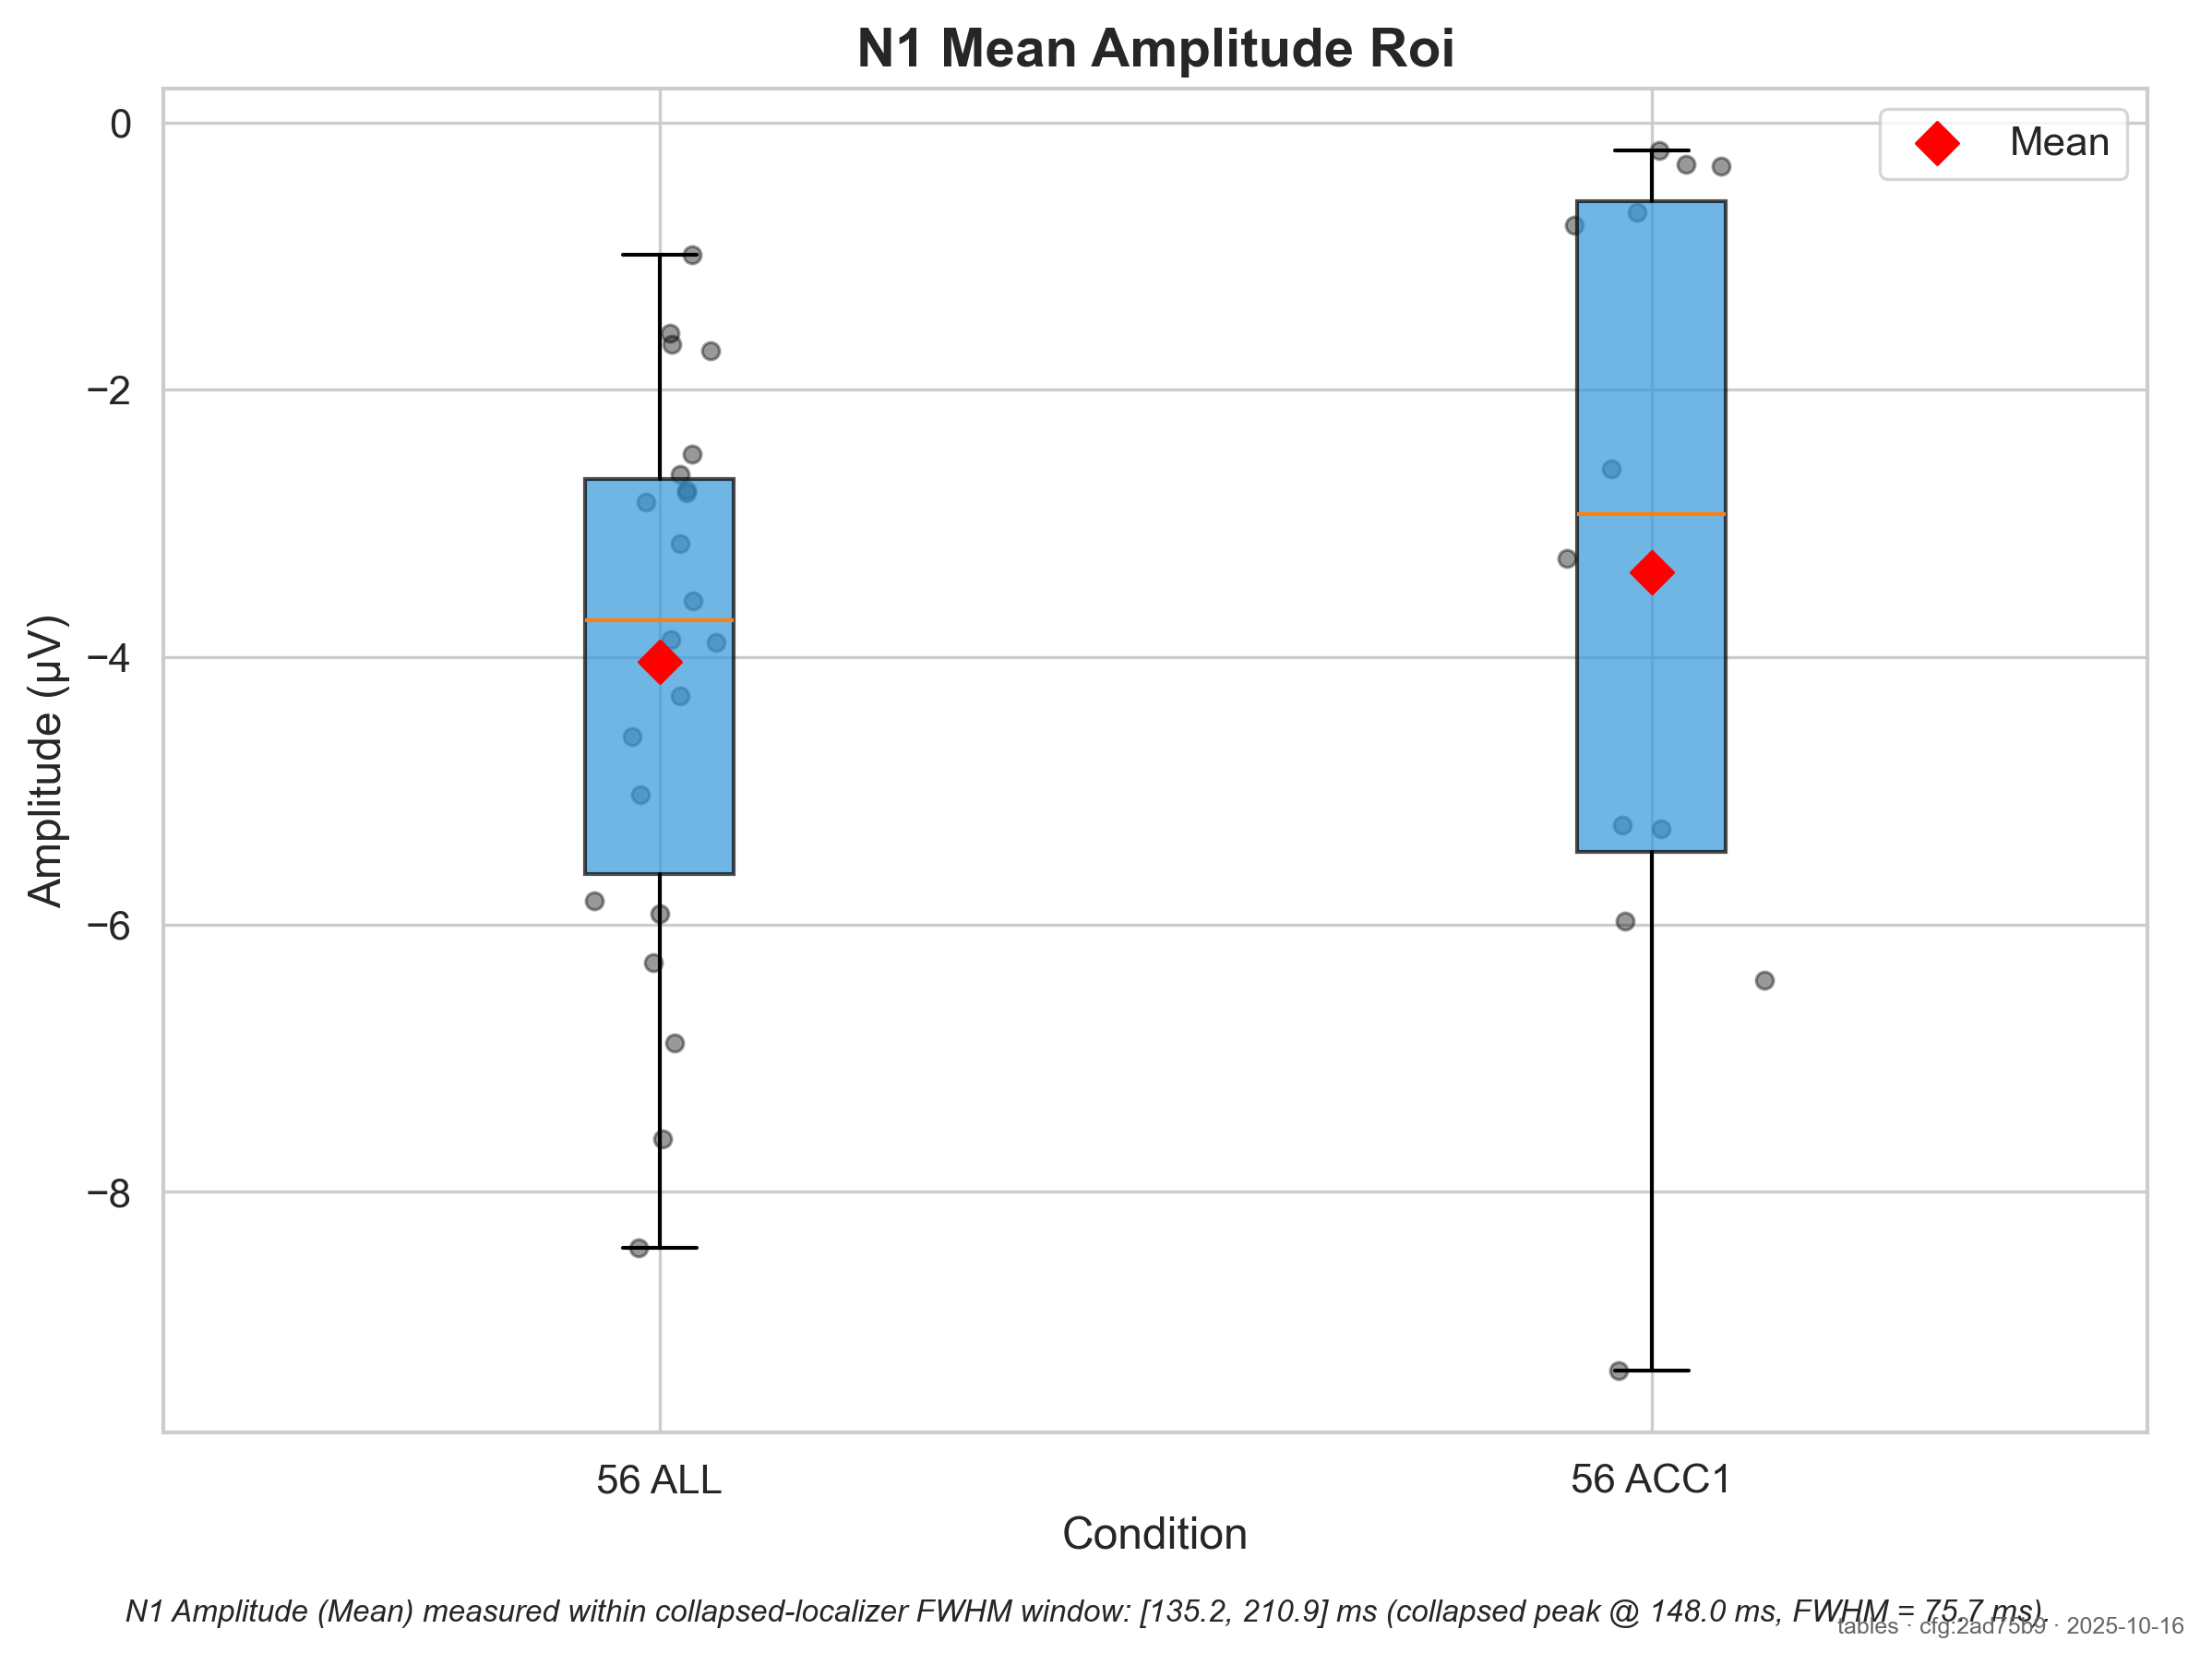 N1 Mean Amplitude Roi
Mean
0
−2
−4
−6
−8
Amplitude (µV)
56 ALL
56 ACC1
Condition
N1 Amplitude (Mean) measured within collapsed-localizer FWHM window: [135.2, 210.9] ms (collapsed peak @ 148.0 ms, FWHM = 75.7 ms).
tables · cfg:2ad75b9 · 2025-10-16